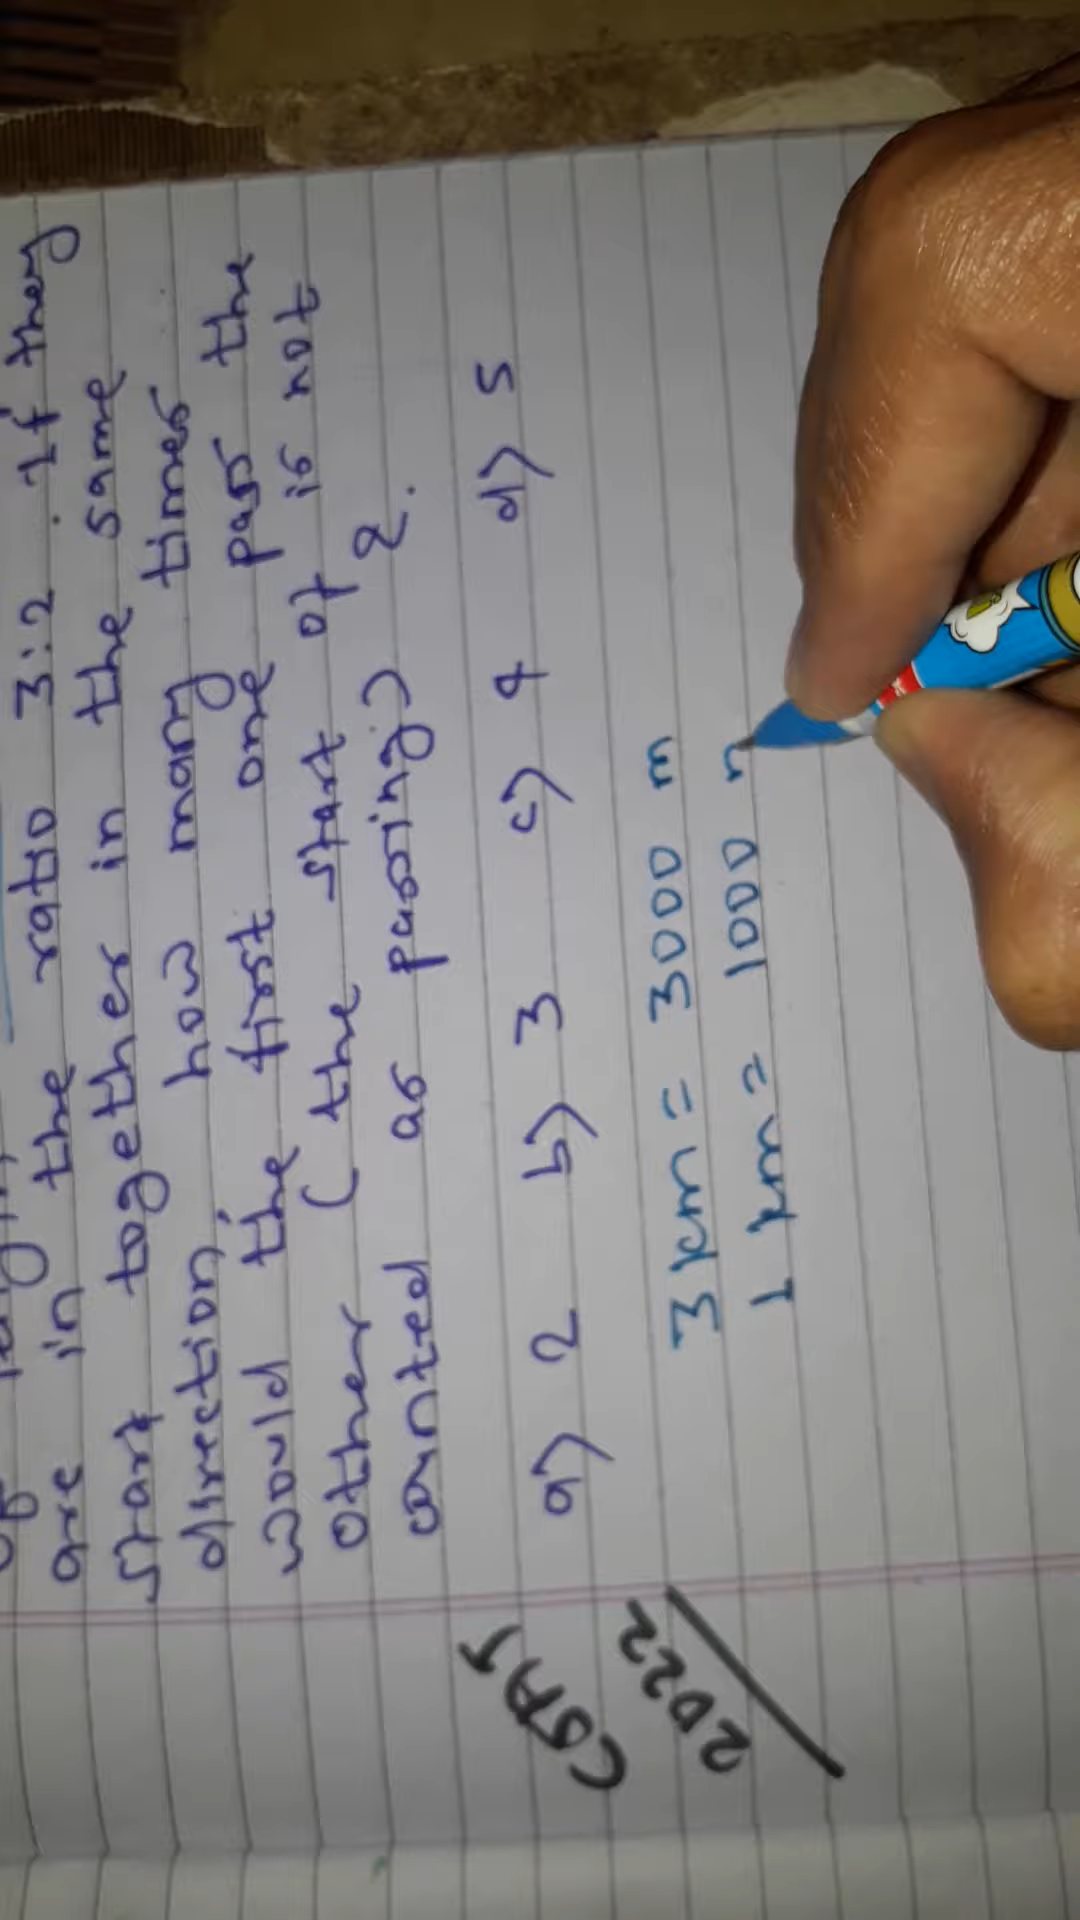 are in the ratio 3:2. If they
start together in the same
direction, how many times
would the first one pass the
other (the start of is not
counted as passing) ?
a) 2 b) 3 c) 4 d) 5
3 km = 3000 m
1 km = 1000
CSAT
2022